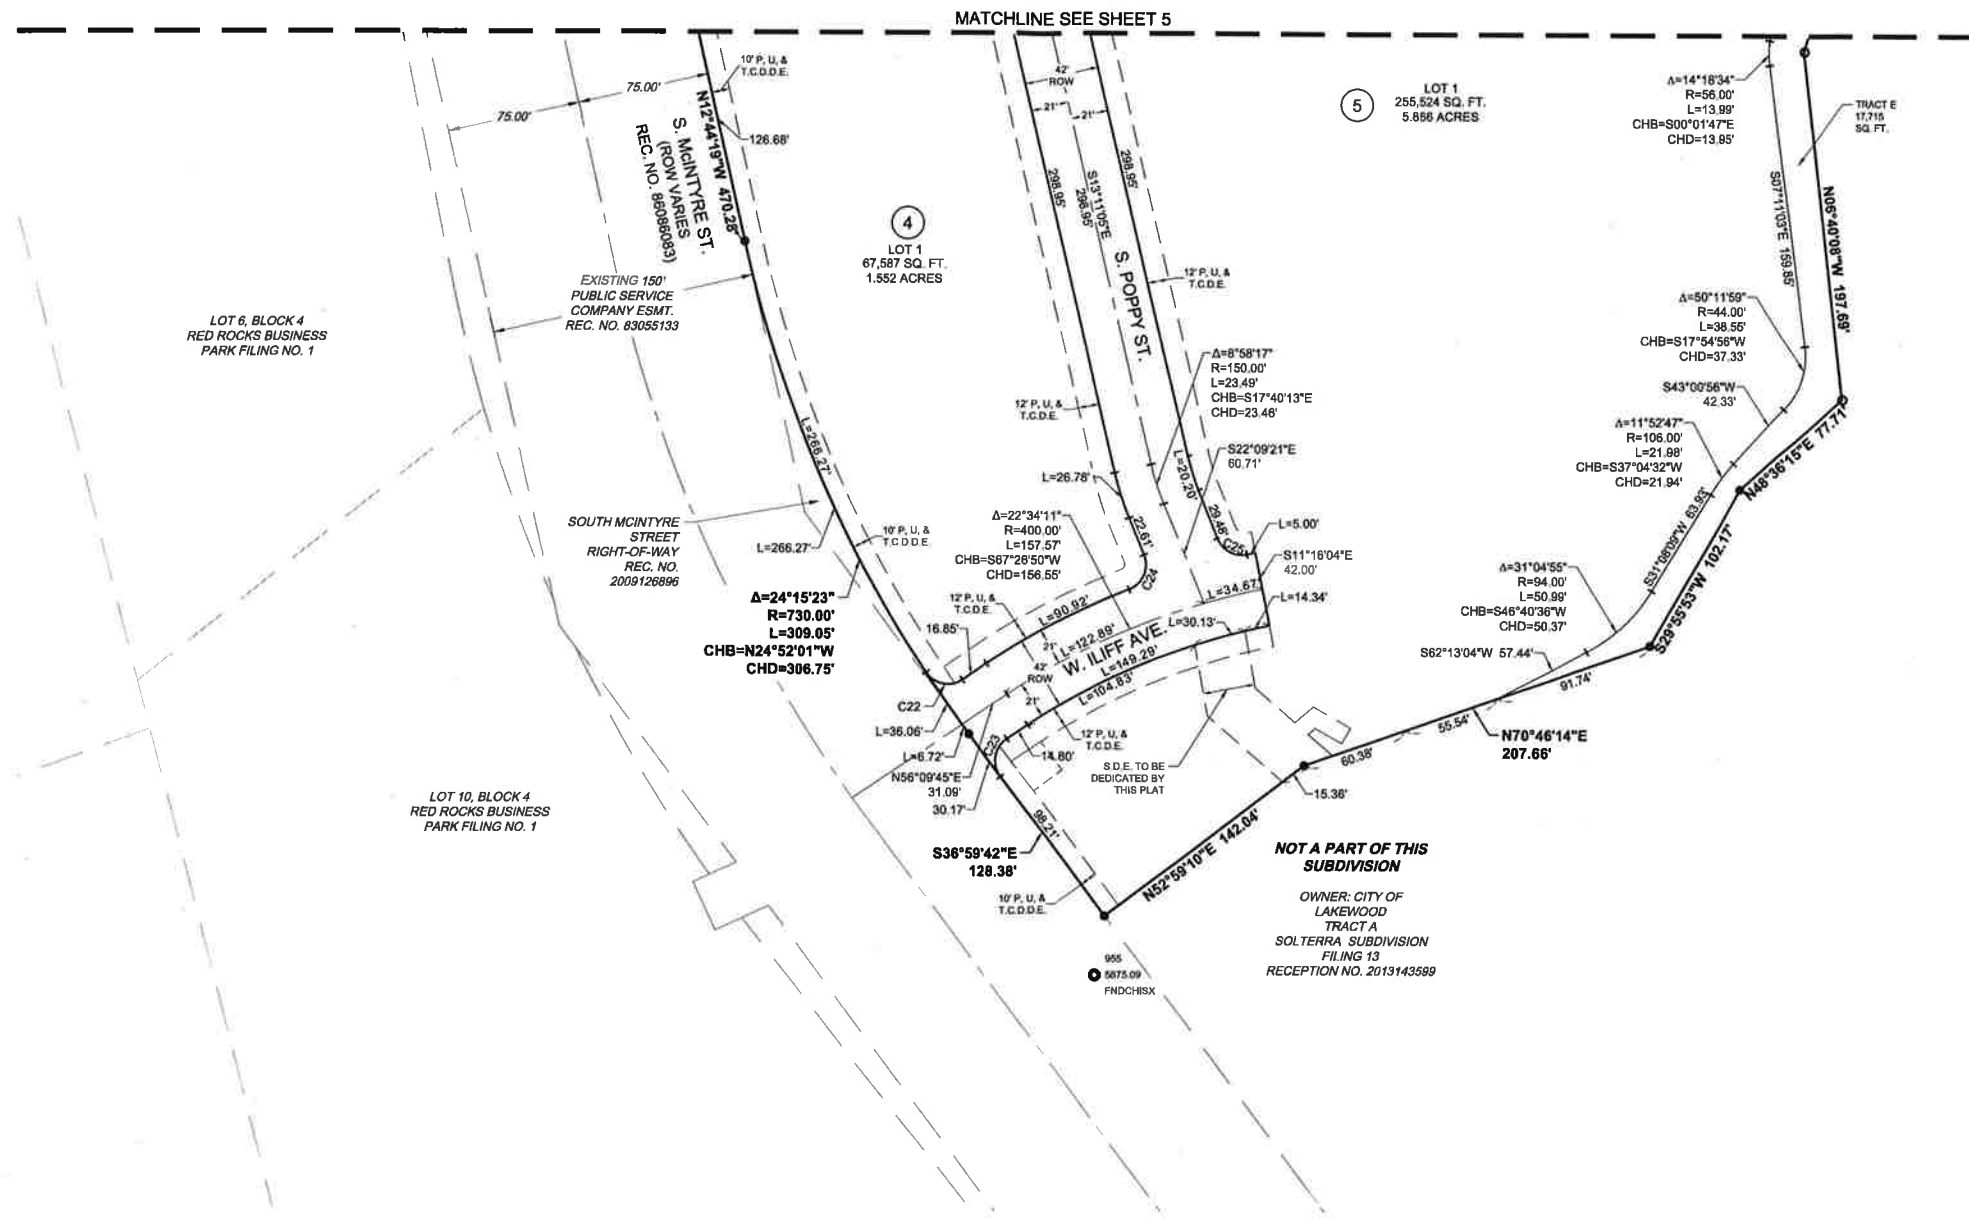 MATCHLINE SEE SHEET 5
10' P, U, &
T.C.D.D.E.
75.00'
75.00'
N12°44'19"W 470.28'
126.68'
S. McINTYRE ST.
(ROW VARIES
REC. NO. 86086083)
42'
ROW
21'
21'
298.95'
S13°11'05"E
298.95'
298.95'
S. POPPY ST.
5
LOT 1
255,524 SQ. FT.
5.866 ACRES
Δ=14°18'34"
R=56.00'
L=13.99'
CHB=S00°01'47"E
CHD=13.95'
TRACT E
17,715
SQ. FT.
S07°11'03"E 159.85'
N06°40'08"W 197.69'
4
LOT 1
67,587 SQ. FT.
1.552 ACRES
12' P, U, &
T.C.D.E.
EXISTING 150'
PUBLIC SERVICE
COMPANY ESMT.
REC. NO. 83055133
LOT 6, BLOCK 4
RED ROCKS BUSINESS
PARK FILING NO. 1
Δ=50°11'59"
R=44.00'
L=38.55'
CHB=S17°54'56"W
CHD=37.33'
S43°00'56"W
42.33'
Δ=8°58'17"
R=150.00'
L=23.49'
CHB=S17°40'13"E
CHD=23.46'
12' P, U, &
T.C.D.E.
L=266.27'
Δ=11°52'47"
R=106.00'
L=21.98'
CHB=S37°04'32"W
CHD=21.94'
N48°36'15"E 77.71'
S22°09'21"E
60.71'
L=26.78'
L=20.20'
29.46'
22.61'
Δ=22°34'11"
R=400.00'
L=157.57'
CHB=S67°26'50"W
CHD=156.55'
SOUTH MCINTYRE
STREET
RIGHT-OF-WAY
REC. NO.
2009126896
L=266.27'
10' P, U, &
T.C.D.D.E.
L=5.00'
C25
C24
S11°16'04"E
42.00'
S31°08'09"W 63.93'
S29°55'53"W 102.17'
Δ=31°04'55"
R=94.00'
L=50.99'
CHB=S46°40'36"W
CHD=50.37'
Δ=24°15'23"
R=730.00'
L=309.05'
CHB=N24°52'01"W
CHD=306.75'
12' P, U, &
T.C.D.E.
16.85'
L=90.92'
L=34.67'
L=14.34'
L=30.13'
21'
L=122.89'
W. ILIFF AVE.
L=149.29'
L=104.83'
42'
ROW
21'
S62°13'04"W 57.44'
91.74'
C22
L=36.06'
L=6.72'
C23
12' P, U, &
T.C.D.E.
14.80'
55.54'
N70°46'14"E
207.66'
60.38'
N56°09'45"E
31.09'
30.17'
S.D.E. TO BE
DEDICATED BY
THIS PLAT
15.36'
LOT 10, BLOCK 4
RED ROCKS BUSINESS
PARK FILING NO. 1
98.21'
N52°59'10"E 142.04'
S36°59'42"E
128.38'
NOT A PART OF THIS
SUBDIVISION
10' P, U, &
T.C.D.D.E.
OWNER: CITY OF
LAKEWOOD
TRACT A
SOLTERRA SUBDIVISION
FILING 13
RECEPTION NO. 2013143599
955
5875.09
FNDCHISX